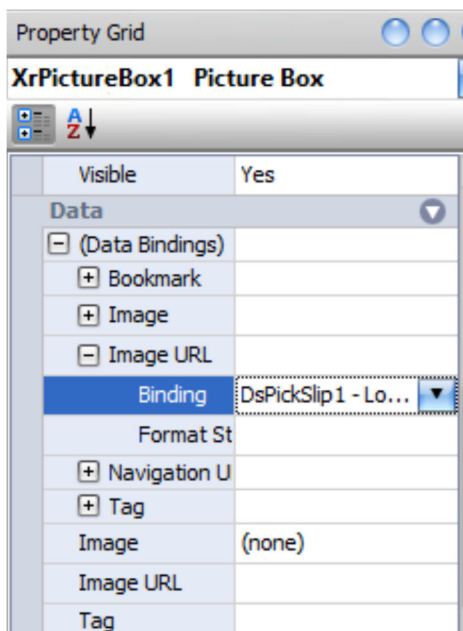 Property Grid
XrPictureBox1 Picture Box
A
Z
Visible Yes
Data
(Data Bindings)
Bookmark
Image
Image URL
Binding DsPickSlip1 - Lo...
Format St
Navigation U
Tag
Image (none)
Image URL
Tag